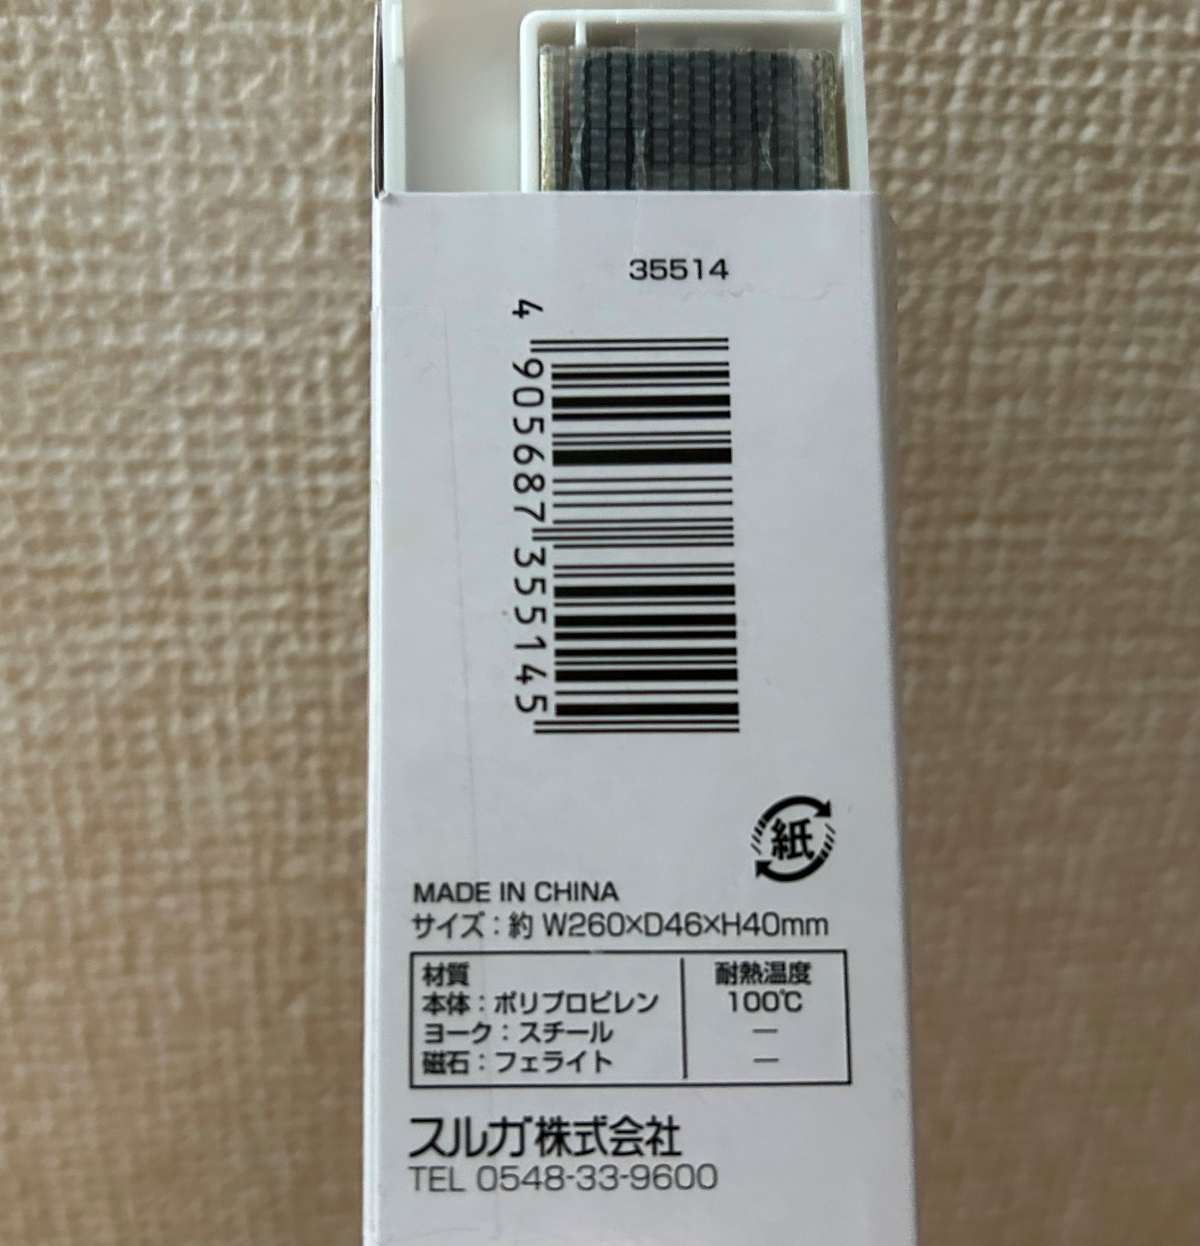 35514
4 905687 355145
紙
MADE IN CHINA
サイズ：約 W260×D46×H40mm
材質 耐熱温度
本体：ポリプロピレン 100℃
ヨーク：スチール —
磁石：フェライト —
スルガ株式会社
TEL 0548-33-9600